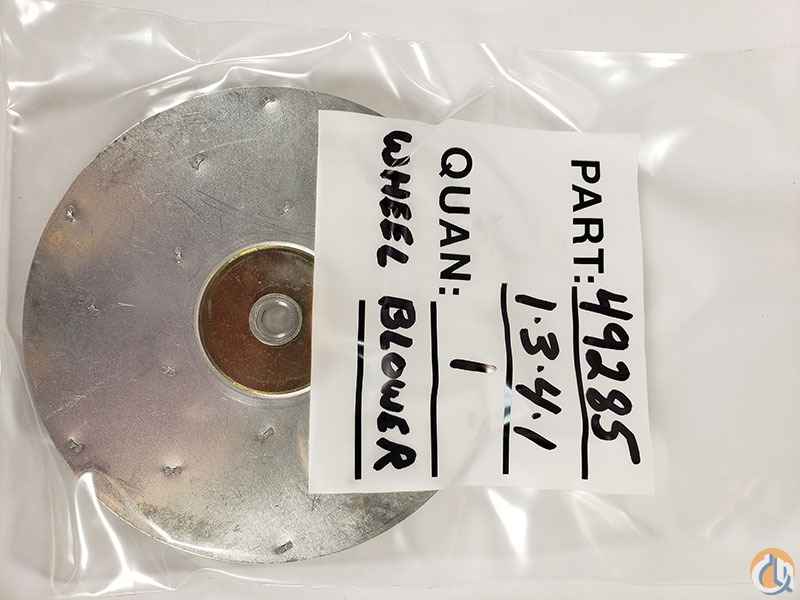 PART: 49285
1.3.4.1
QUAN: 1
WHEEL BLOWER